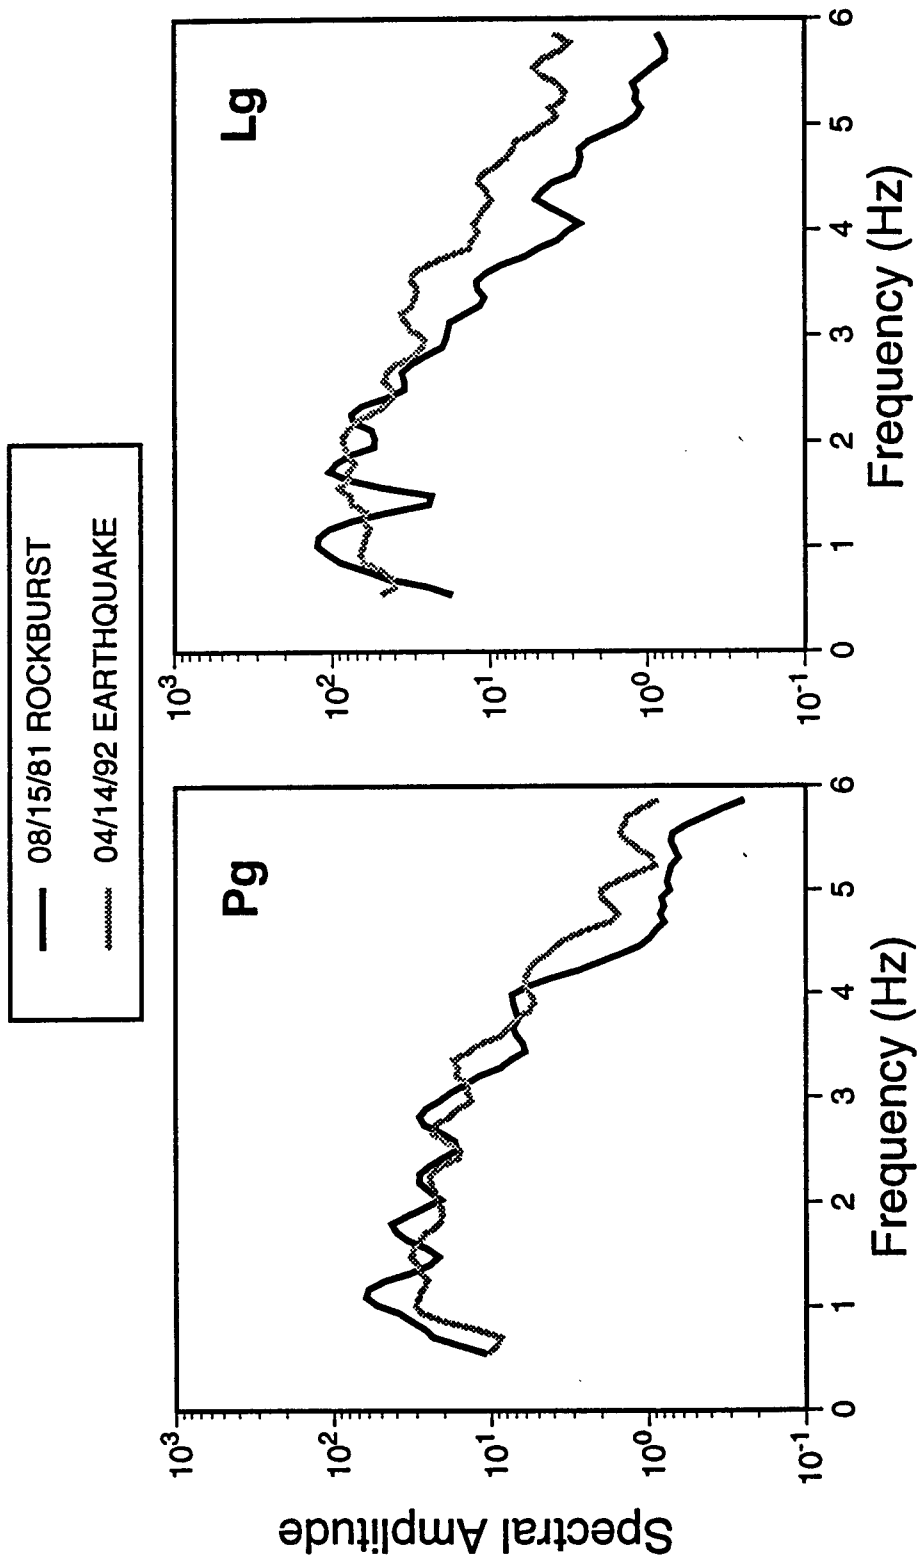 08/15/81 ROCKBURST
04/14/92 EARTHQUAKE
Spectral Amplitude
10³
10²
10¹
10⁰
10⁻¹
Pg
0 1 2 3 4 5 6
Frequency (Hz)
10³
10²
10¹
10⁰
10⁻¹
Lg
0 1 2 3 4 5 6
Frequency (Hz)